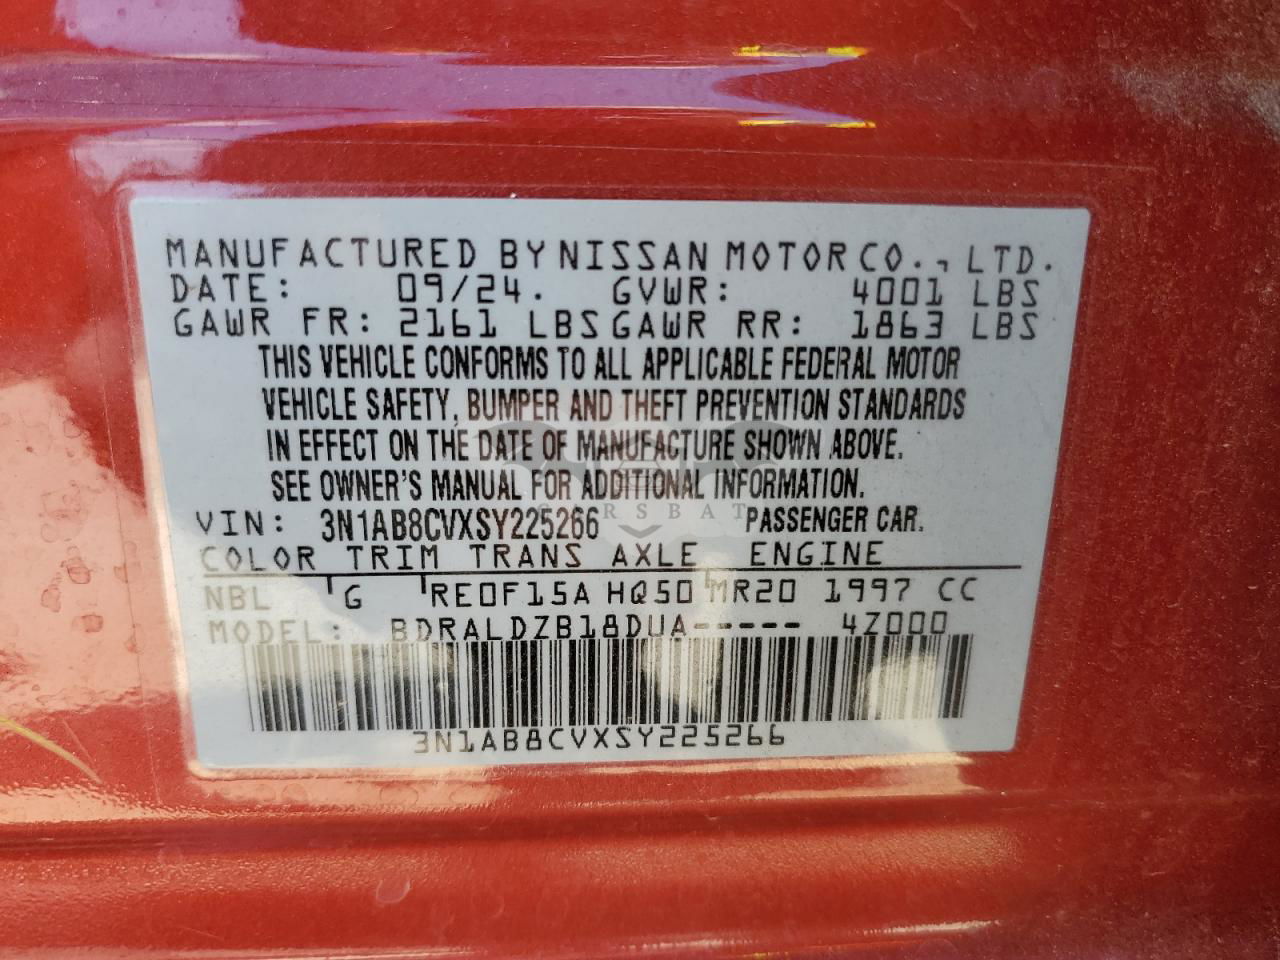 MANUFACTURED BY NISSAN MOTOR CO., LTD.
DATE: 09/24. GVWR: 4001 LBS
GAWR FR: 2161 LBS GAWR RR: 1863 LBS
THIS VEHICLE CONFORMS TO ALL APPLICABLE FEDERAL MOTOR
VEHICLE SAFETY, BUMPER AND THEFT PREVENTION STANDARDS
IN EFFECT ON THE DATE OF MANUFACTURE SHOWN ABOVE.
SEE OWNER'S MANUAL FOR ADDITIONAL INFORMATION.
CARSBAT
VIN: 3N1AB8CVXSY225266 PASSENGER CAR.
COLOR TRIM TRANS AXLE ENGINE
NBL G RE0F15A HQ50 MR20 1997 CC
MODEL: BDRALDZB18DUA----- 4Z000
3N1AB8CVXSY225266